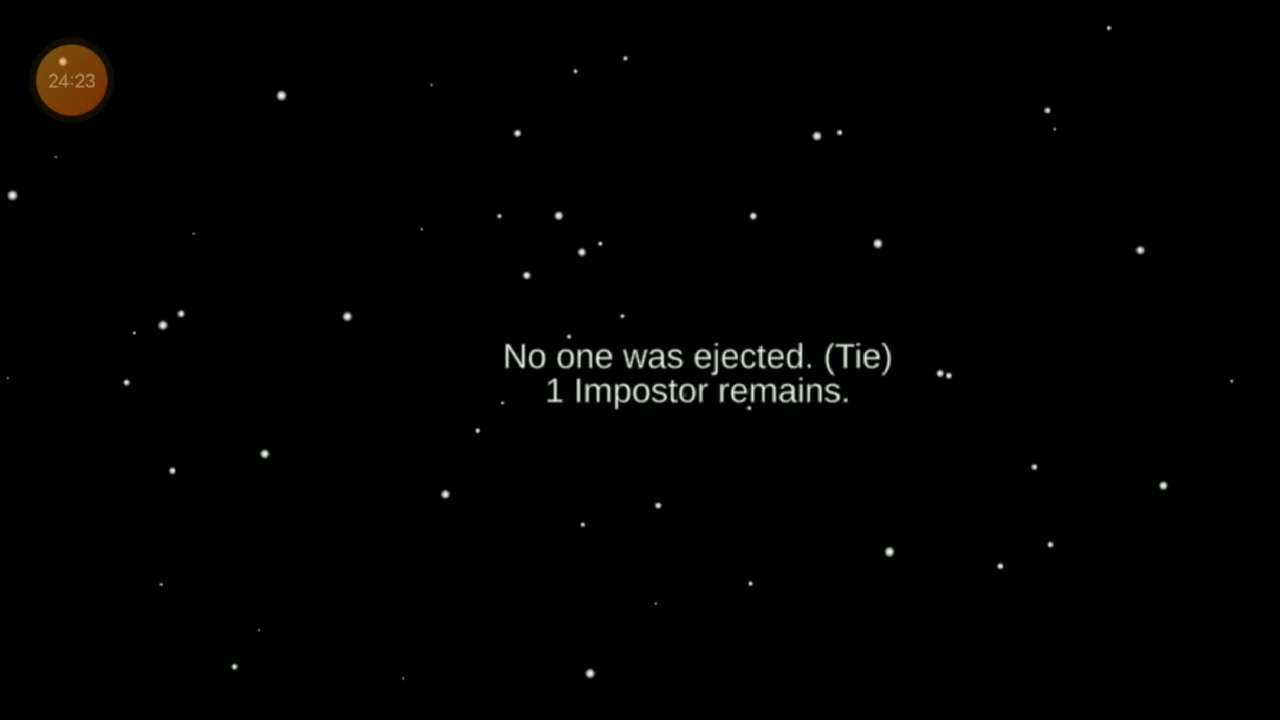 24:23
No one was ejected. (Tie)
1 Impostor remains.